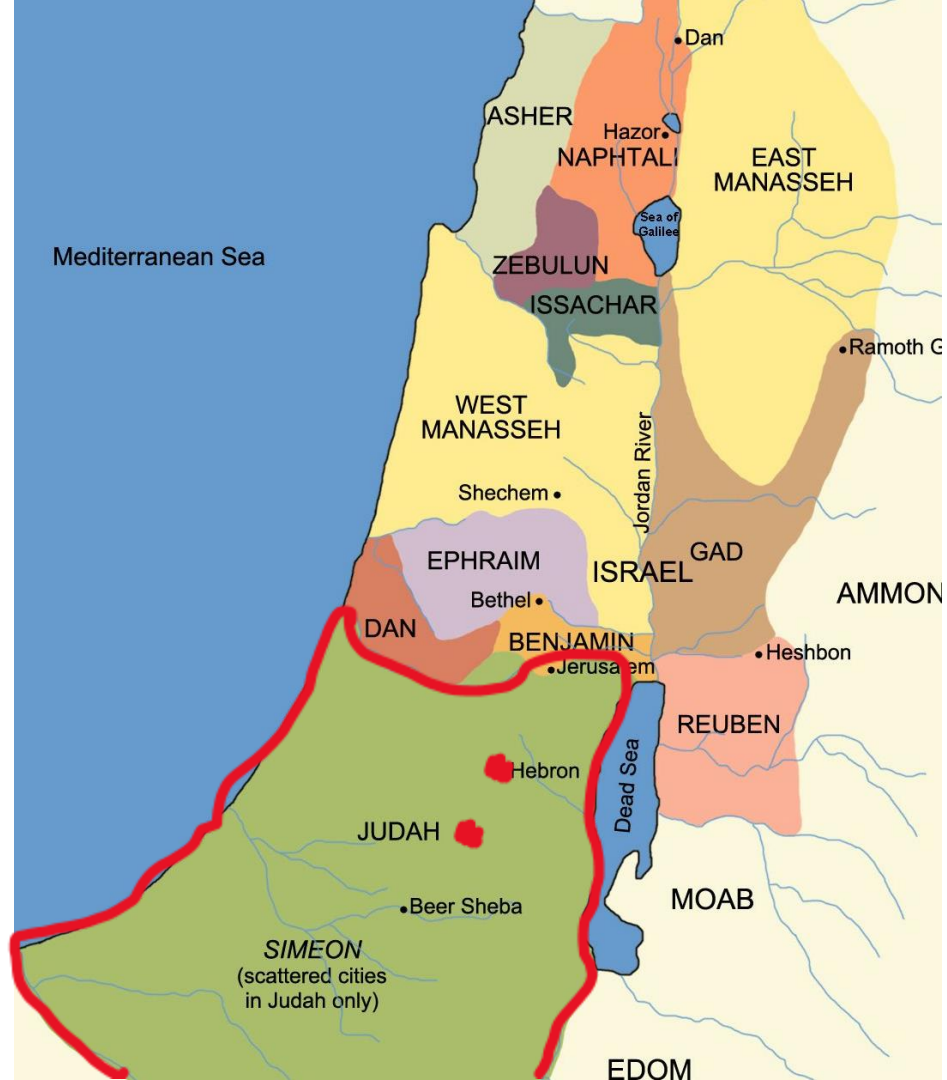 Dan
ASHER
Hazor
NAPHTALI
EAST
MANASSEH
Sea of
Galilee
Mediterranean Sea
ZEBULUN
ISSACHAR
Ramoth G
WEST
MANASSEH
Jordan River
Shechem
EPHRAIM
GAD
ISRAEL
Bethel
AMMON
DAN
BENJAMIN
Heshbon
Jerusalem
REUBEN
Hebron
Dead Sea
JUDAH
MOAB
Beer Sheba
SIMEON
(scattered cities
in Judah only)
EDOM